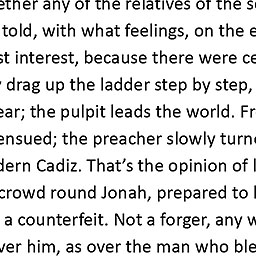 ether any of the relatives of the s
told, with what feelings, on the e
st interest, because there were ce
drag up the ladder step by step,
ear; the pulpit leads the world. Fr
ensued; the preacher slowly turn
dern Cadiz. That’s the opinion of
crowd round Jonah, prepared to
a counterfeit. Not a forger, any w
ver him, as over the man who ble